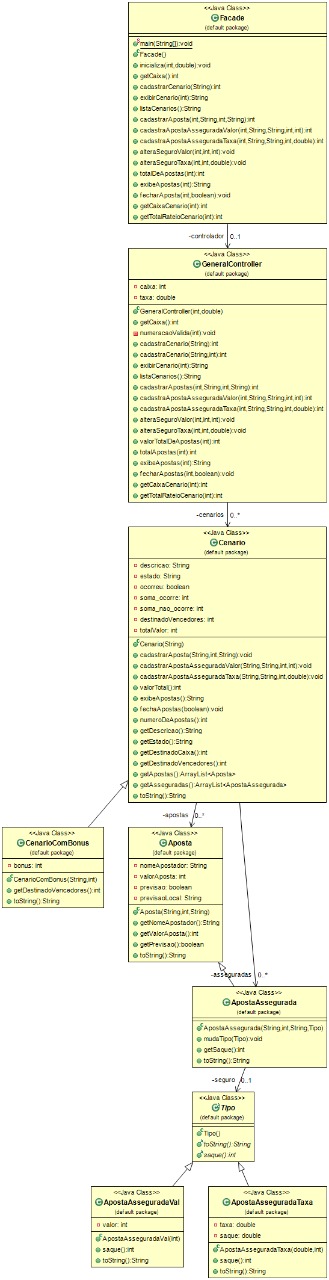 <<Java Class>>
Facade
(default package)
main(String[]):void
Facade()
inicializa(int,double):void
getCaixa():int
cadastrarCenario(String):int
exibirCenario(int):String
listaCenarios():String
cadastrarAposta(int,String,int,String):int
cadastraApostaAsseguradaValor(int,String,String,int,int):int
cadastraApostaAsseguradaTaxa(int,String,String,int,double):int
alteraSeguroValor(int,int,int):void
alteraSeguroTaxa(int,int,double):void
totalDeApostas(int):int
exibeApostas(int):String
fecharAposta(int,boolean):void
getCaixaCenario(int):int
getTotalRateioCenario(int):int
-controlador 0..1
<<Java Class>>
GeneralController
(default package)
caixa: int
taxa: double
GeneralController(int,double)
getCaixa():int
numeracaoValida(int):void
cadastraCenario(String):int
cadastraCenario(String,int):int
exibirCenario(int):String
listaCenarios():String
cadastrarApostas(int,String,int,String):int
cadastraApostaAsseguradaValor(int,String,String,int,int):int
cadastraApostaAsseguradaTaxa(int,String,String,int,double):int
alteraSeguroValor(int,int,int):void
alteraSeguroTaxa(int,int,double):void
valorTotalDeApostas(int):int
totalApostas(int):int
exibeApostas(int):String
fecharApostas(int,boolean):void
getCaixaCenario(int):int
getTotalRateioCenario(int):int
-cenarios 0..*
<<Java Class>>
Cenario
(default package)
descricao: String
estado: String
ocorreu: boolean
soma_ocorre: int
soma_nao_ocorre: int
destinadoVencedores: int
totalValor: int
Cenario(String)
cadastrarAposta(String,int,String):void
cadastraApostaAsseguradaValor(String,String,int,int):void
cadastraApostaAsseguradaTaxa(String,String,int,double):void
valorTotal():int
exibeApostas():String
fechaApostas(boolean):void
numeroDeApostas():int
getDescricao():String
getEstado():String
getDestinadoCaixa():int
getDestinadoVencedores():int
getApostas():ArrayList<Aposta>
getAsseguradas():ArrayList<ApostaAssegurada>
toString():String
-apostas 0..*
<<Java Class>>
CenarioComBonus
(default package)
bonus: int
CenarioComBonus(String,int)
getDestinadoVencedores():int
toString():String
<<Java Class>>
Aposta
(default package)
nomeApostador: String
valorAposta: int
previsao: boolean
previsaoLocal: String
Aposta(String,int,String)
getNomeApostador():String
getValorAposta():int
getPrevisao():boolean
toString():String
-asseguradas 0..*
<<Java Class>>
ApostaAssegurada
(default package)
ApostaAssegurada(String,int,String,Tipo)
mudaTipo(Tipo):void
getSaque():int
toString():String
-seguro 0..1
<<Java Class>>
Tipo
(default package)
Tipo()
toString():String
saque():int
<<Java Class>>
ApostaAsseguradaVal
(default package)
valor: int
ApostaAsseguradaVal(int)
saque():int
toString():String
<<Java Class>>
ApostaAsseguradaTaxa
(default package)
taxa: double
saque: double
ApostaAsseguradaTaxa(double,int)
saque():int
toString():String